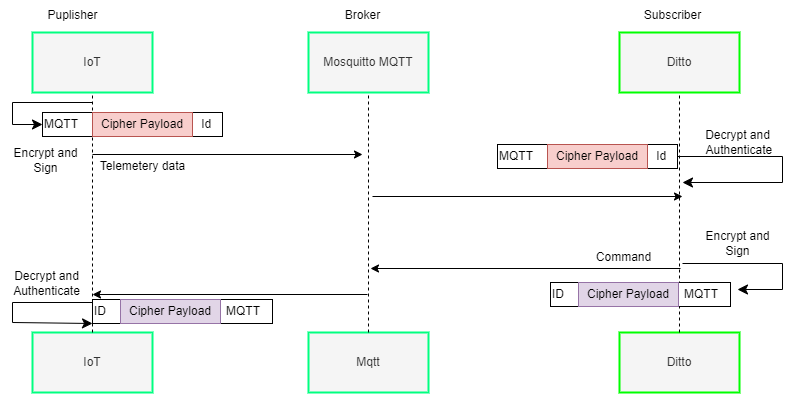 Puplisher
Broker
Subscriber
IoT
Mosquitto MQTT
Ditto
MQTT
Cipher Payload
Id
Encrypt and
Sign
Telemetery data
MQTT
Cipher Payload
Id
Decrypt and
Authenticate
Encrypt and
Sign
Command
Decrypt and
Authenticate
ID
Cipher Payload
MQTT
ID
Cipher Payload
MQTT
IoT
Mqtt
Ditto